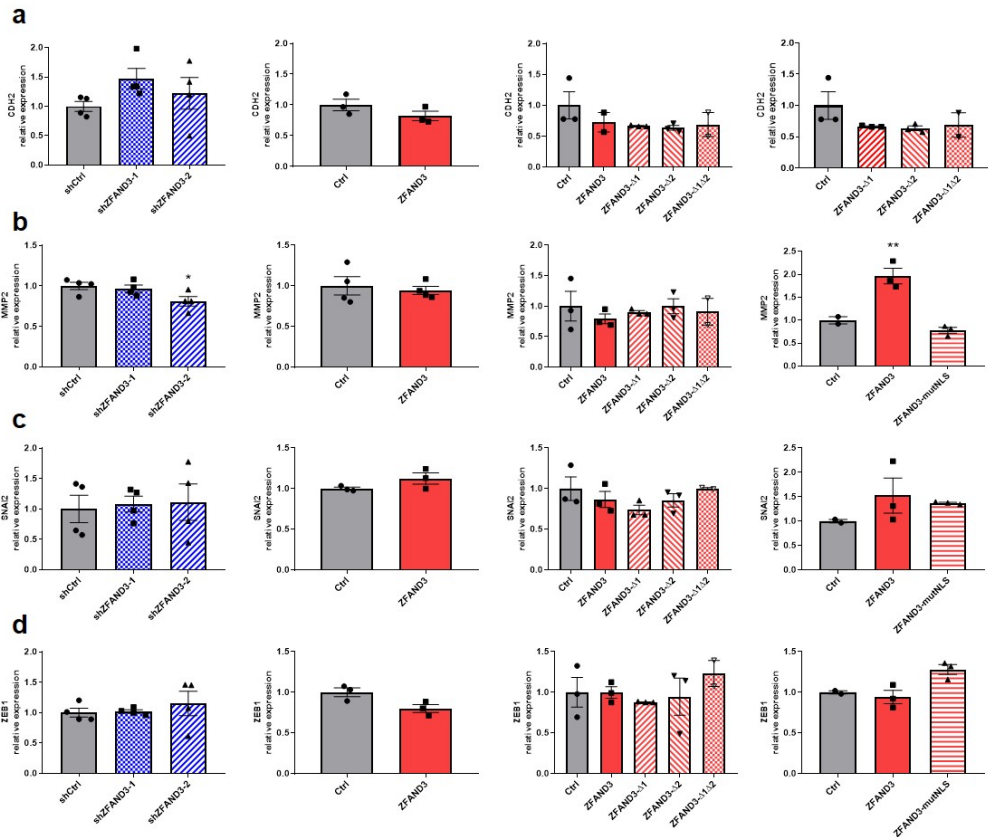 a
CDH2
relative expression
2.0
1.5
1.0
0.5
0.0
shCtrl
shZFAND3-1
shZFAND3-2
CDH2
relative expression
2.0
1.5
1.0
0.5
0.0
Ctrl
ZFAND3
CDH2
relative expression
2.0
1.5
1.0
0.5
0.0
Ctrl
ZFAND3
ZFAND3-Δ1
ZFAND3-Δ2
ZFAND3-Δ1Δ2
CDH2
relative expression
2.0
1.5
1.0
0.5
0.0
Ctrl
ZFAND3-Δ1
ZFAND3-Δ2
ZFAND3-Δ1Δ2
b
MMP2
relative expression
1.5
1.0
0.5
0.0
*
shCtrl
shZFAND3-1
shZFAND3-2
MMP2
relative expression
1.5
1.0
0.5
0.0
Ctrl
ZFAND3
MMP2
relative expression
2.0
1.5
1.0
0.5
0.0
Ctrl
ZFAND3
ZFAND3-Δ1
ZFAND3-Δ2
ZFAND3-Δ1Δ2
MMP2
relative expression
2.5
2.0
1.5
1.0
0.5
0.0
**
Ctrl
ZFAND3
ZFAND3-mutNLS
c
SNAI2
relative expression
2.0
1.5
1.0
0.5
0.0
shCtrl
shZFAND3-1
shZFAND3-2
SNAI2
relative expression
1.5
1.0
0.5
0.0
Ctrl
ZFAND3
SNAI2
relative expression
1.5
1.0
0.5
0.0
Ctrl
ZFAND3
ZFAND3-Δ1
ZFAND3-Δ2
ZFAND3-Δ1Δ2
SNAI2
relative expression
2.5
2.0
1.5
1.0
0.5
0.0
Ctrl
ZFAND3
ZFAND3-mutNLS
d
ZEB1
relative expression
2.0
1.5
1.0
0.5
0.0
shCtrl
shZFAND3-1
shZFAND3-2
ZEB1
relative expression
1.5
1.0
0.5
0.0
Ctrl
ZFAND3
ZEB1
relative expression
1.5
1.0
0.5
0.0
Ctrl
ZFAND3
ZFAND3-Δ1
ZFAND3-Δ2
ZFAND3-Δ1Δ2
ZEB1
relative expression
1.5
1.0
0.5
0.0
Ctrl
ZFAND3
ZFAND3-mutNLS